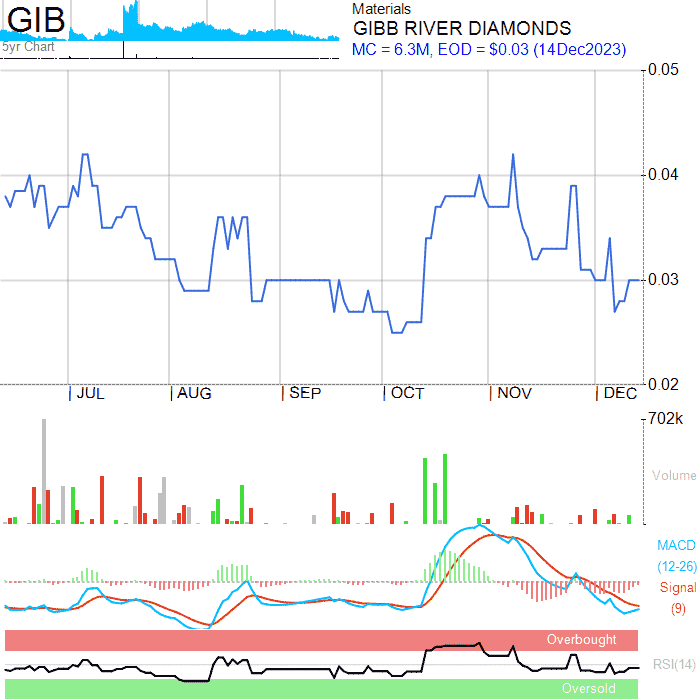 GIB
5yr Chart
Materials
GIBB RIVER DIAMONDS
MC = 6.3M, EOD = $0.03 (14Dec2023)
0.05
0.04
0.03
0.02
JUL
AUG
SEP
OCT
NOV
DEC
702k
Volume
MACD
(12-26)
Signal
(9)
Overbought
RSI(14)
Oversold